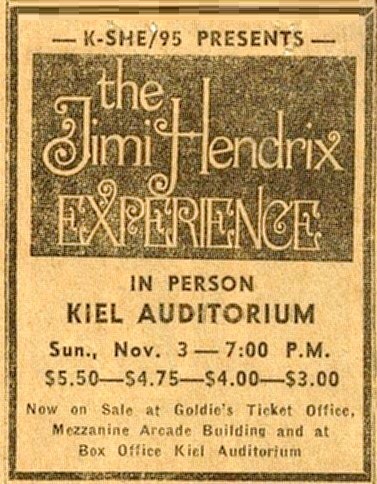 — K-SHE/95 PRESENTS —
the
Jimi Hendrix
EXPERIENCE
IN PERSON
KIEL AUDITORIUM
Sun., Nov. 3 — 7:00 P.M.
$5.50—$4.75—$4.00—$3.00
Now on Sale at Goldie's Ticket Office,
Mezzanine Arcade Building and at
Box Office Kiel Auditorium